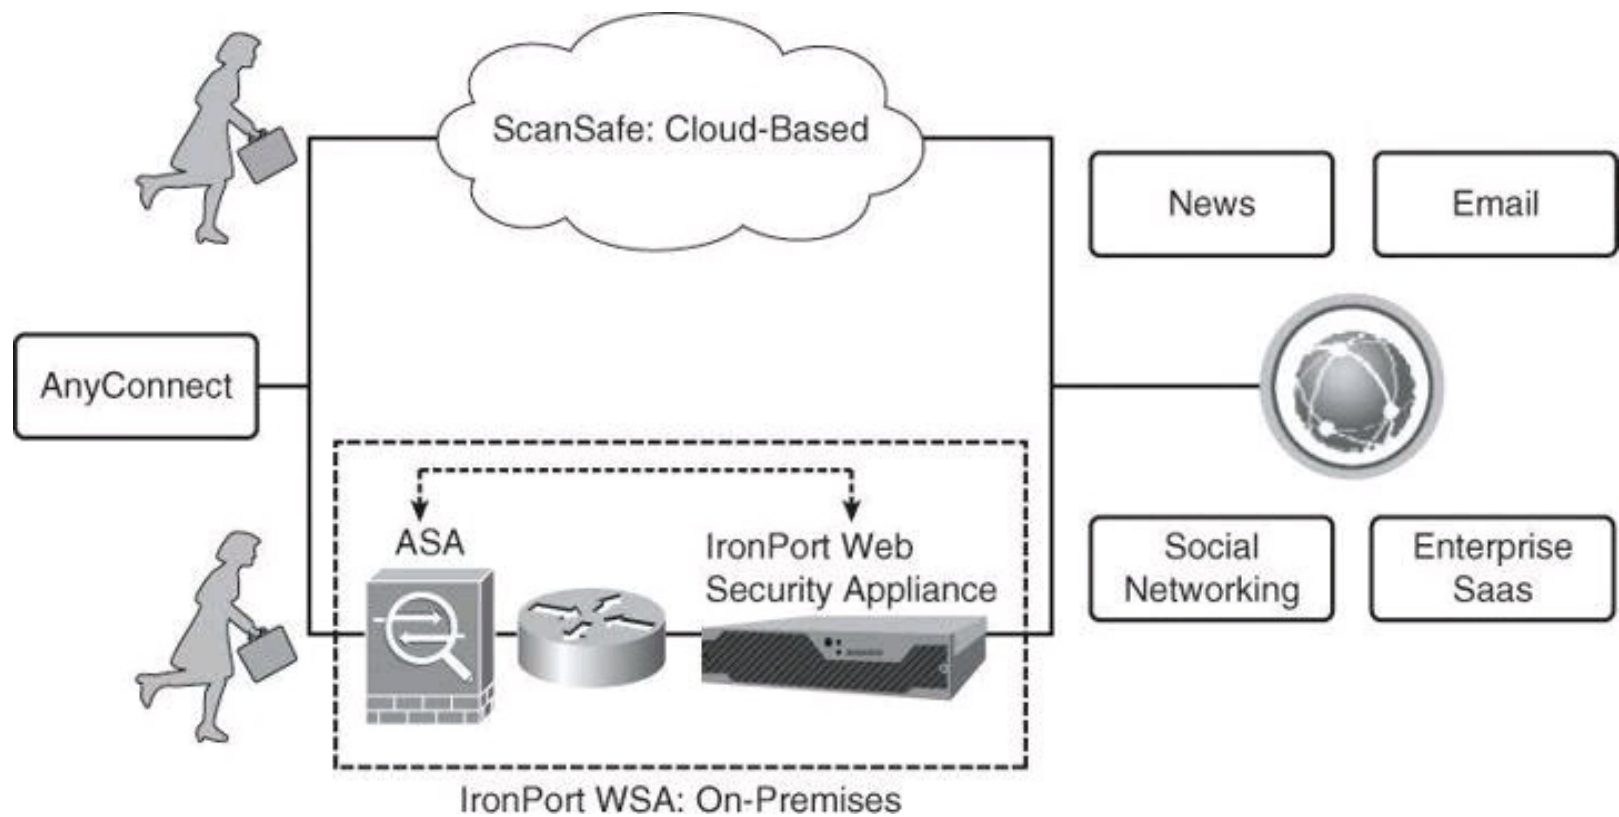 ScanSafe: Cloud-Based
News
Email
AnyConnect
ASA
IronPort Web
Security Appliance
Social
Networking
Enterprise
Saas
IronPort WSA: On-Premises